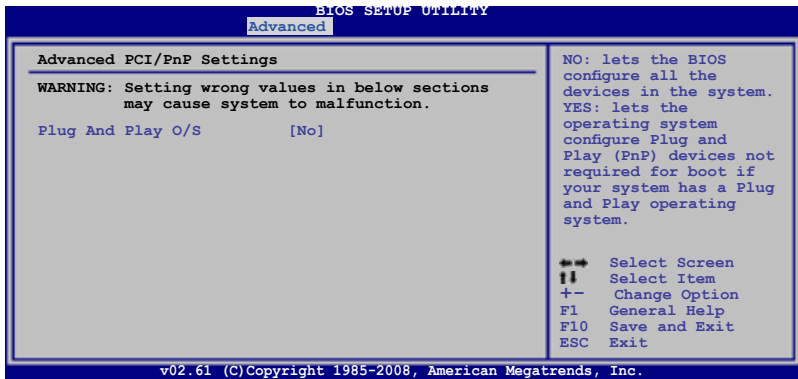 BIOS SETUP UTILITY
Advanced
Advanced PCI/PnP Settings
WARNING: Setting wrong values in below sections
may cause system to malfunction.
Plug And Play O/S [No]
NO: lets the BIOS
configure all the
devices in the system.
YES: lets the
operating system
configure Plug and
Play (PnP) devices not
required for boot if
your system has a Plug
and Play operating
system.
←→ Select Screen
↑↓ Select Item
+- Change Option
F1 General Help
F10 Save and Exit
ESC Exit
v02.61 (C)Copyright 1985-2008, American Megatrends, Inc.